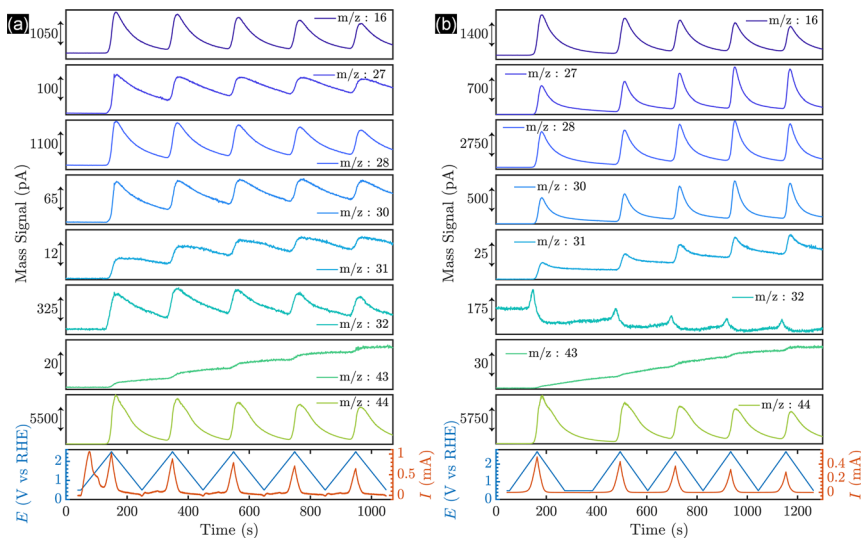 (a)
Mass Signal (pA)
1050
m/z : 16
100
m/z : 27
1100
m/z : 28
65
m/z : 30
12
m/z : 31
325
m/z : 32
20
m/z : 43
5500
m/z : 44
E (V vs RHE)
2
1
0
1
0.5
0
I (mA)
0 200 400 600 800 1000
Time (s)
(b)
Mass Signal (pA)
1400
m/z : 16
700
m/z : 27
2750
m/z : 28
500
m/z : 30
25
m/z : 31
175
m/z : 32
30
m/z : 43
5750
m/z : 44
E (V vs RHE)
2
1
0
0.4
0.2
0
I (mA)
0 200 400 600 800 1000 1200
Time (s)